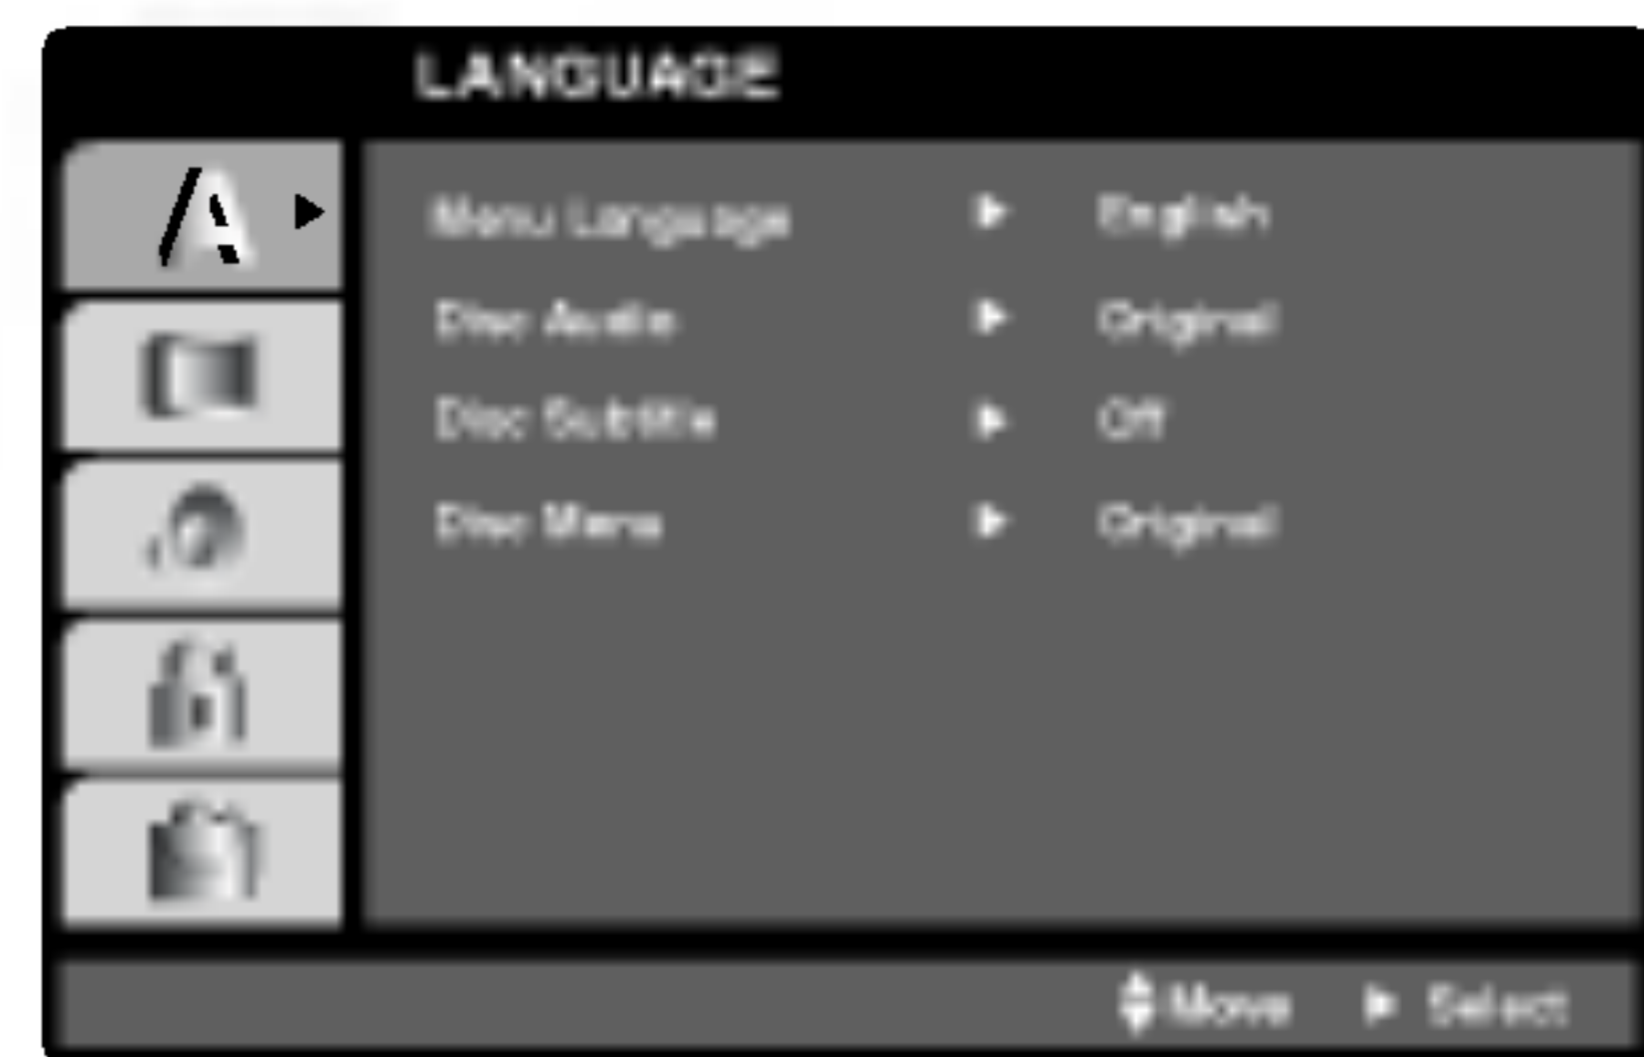 LANGUAGE
Menu Language ▶ English
Disc Audio ▶ Original
Disc Subtitle ▶ Off
Disc Menu ▶ Original
Move ▶ Select